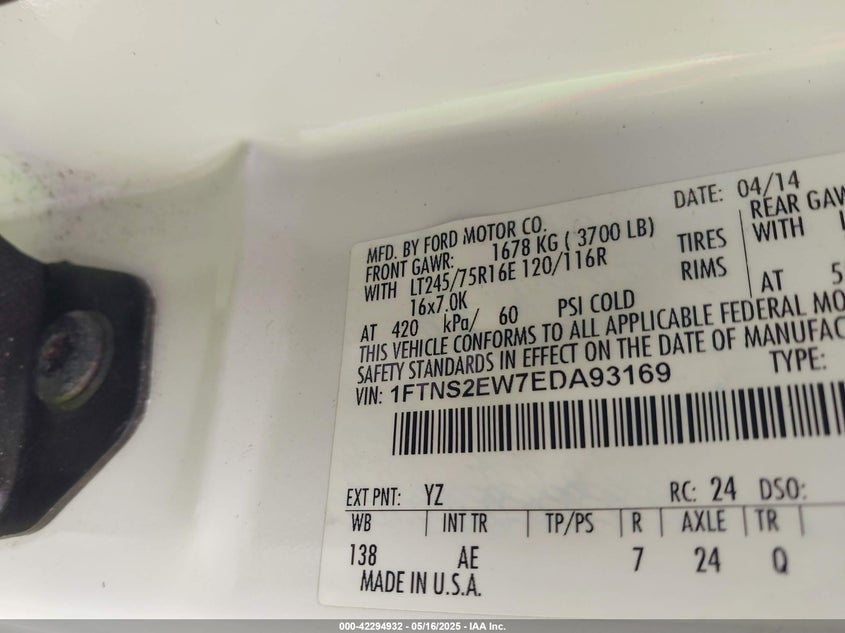 DATE: 04/14
MFD. BY FORD MOTOR CO.
FRONT GAWR: 1678 KG ( 3700 LB)
REAR GAW
WITH LT245/75R16E 120/116R TIRES
WITH L
16x7.0K RIMS
AT 420 kPa/ 60 PSI COLD
AT 5
THIS VEHICLE CONFORMS TO ALL APPLICABLE FEDERAL MO
SAFETY STANDARDS IN EFFECT ON THE DATE OF MANUFAC
VIN: 1FTNS2EW7EDA93169
TYPE:
EXT PNT: YZ RC: 24 DSO:
WB INT TR TP/PS R AXLE TR
138 AE 7 24 Q
MADE IN U.S.A.
000-42294932 - 05/16/2025 - IAA Inc.